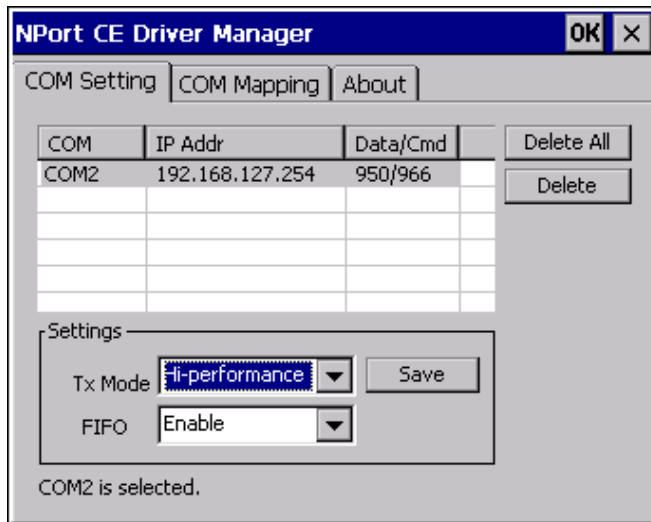 NPort CE Driver Manager OK ×
COM Setting COM Mapping About
COM IP Addr Data/Cmd Delete All
COM2 192.168.127.254 950/966
Delete
Settings
Tx Mode Hi-performance Save
FIFO Enable
COM2 is selected.